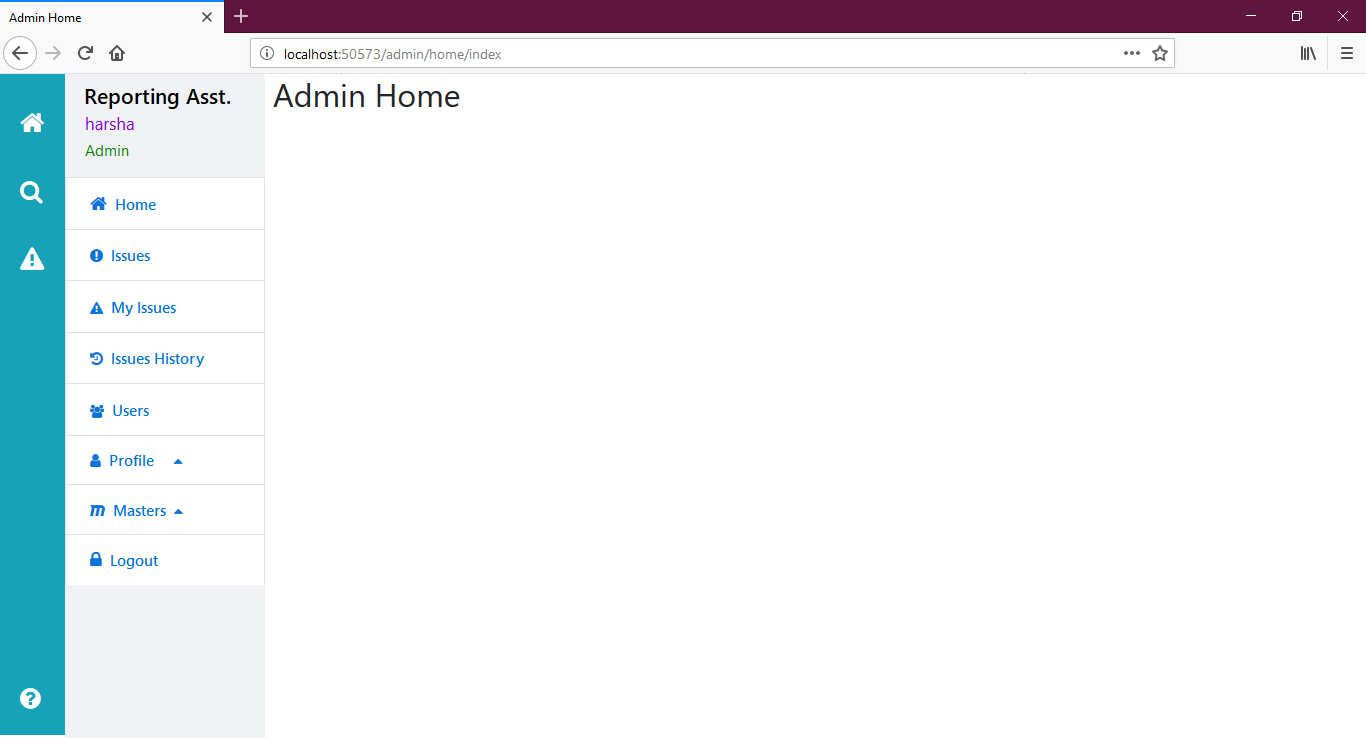 Admin Home
localhost:50573/admin/home/index
Reporting Asst.
harsha
Admin
Admin Home
Home
Issues
My Issues
Issues History
Users
Profile
Masters
Logout